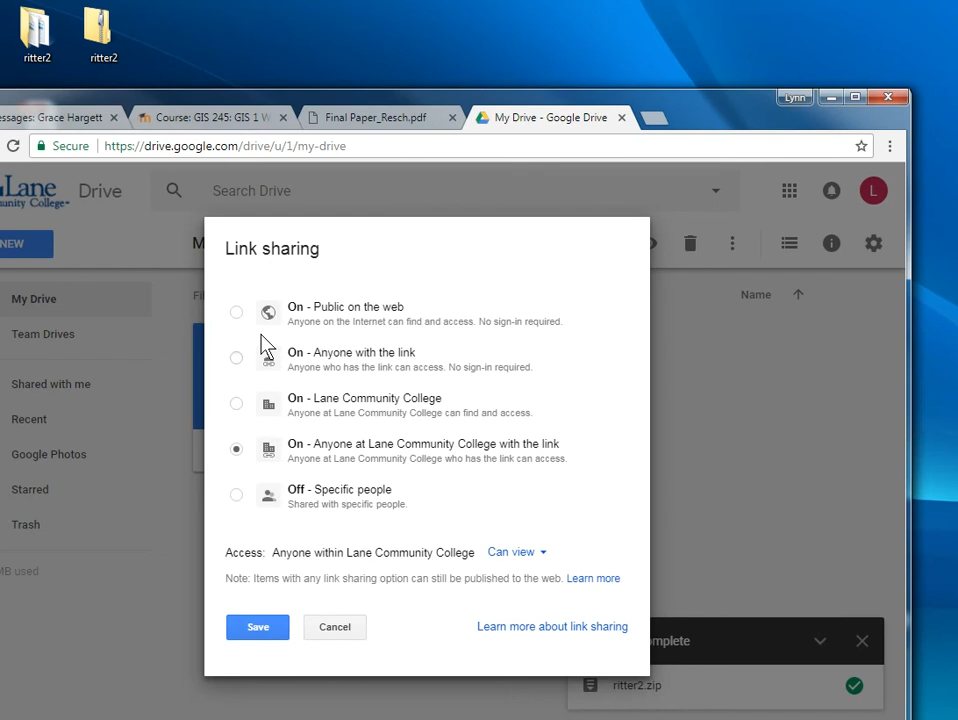 ritter2
ritter2
Lynn
essages: Grace Hargett
Course: GIS 245: GIS 1 W
Final Paper_Resch.pdf
My Drive - Google Drive
Secure
https://drive.google.com/drive/u/1/my-drive
Lane
munity College
Drive
Search Drive
L
NEW
M
Link sharing
My Drive
Fil
Name
On - Public on the web
Anyone on the Internet can find and access. No sign-in required.
Team Drives
On - Anyone with the link
Anyone who has the link can access. No sign-in required.
Shared with me
On - Lane Community College
Anyone at Lane Community College can find and access.
Recent
On - Anyone at Lane Community College with the link
Anyone at Lane Community College who has the link can access.
Google Photos
Starred
Off - Specific people
Shared with specific people.
Trash
Access: Anyone within Lane Community College Can view
MB used
Note: Items with any link sharing option can still be published to the web. Learn more
Save
Cancel
Learn more about link sharing
mplete
ritter2.zip